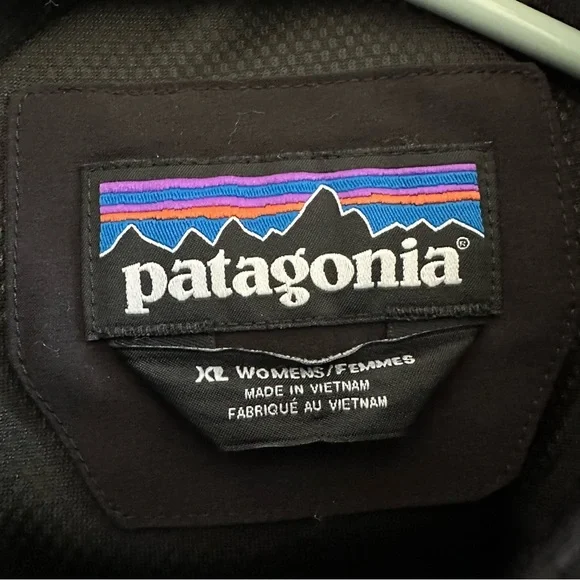 patagonia®
XL WOMENS/FEMMES
MADE IN VIETNAM
FABRIQUÉ AU VIETNAM